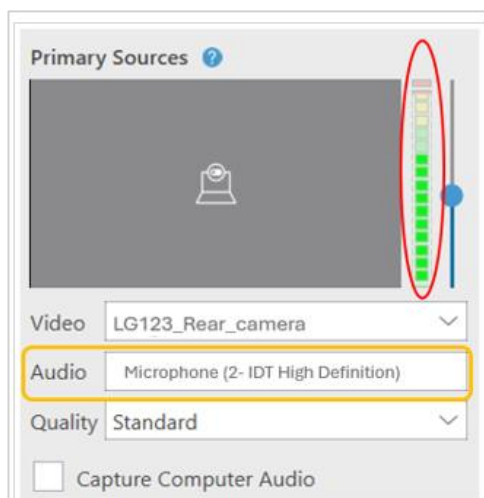 Primary Sources ?
Video LG123_Rear_camera
Audio Microphone (2- IDT High Definition)
Quality Standard
Capture Computer Audio